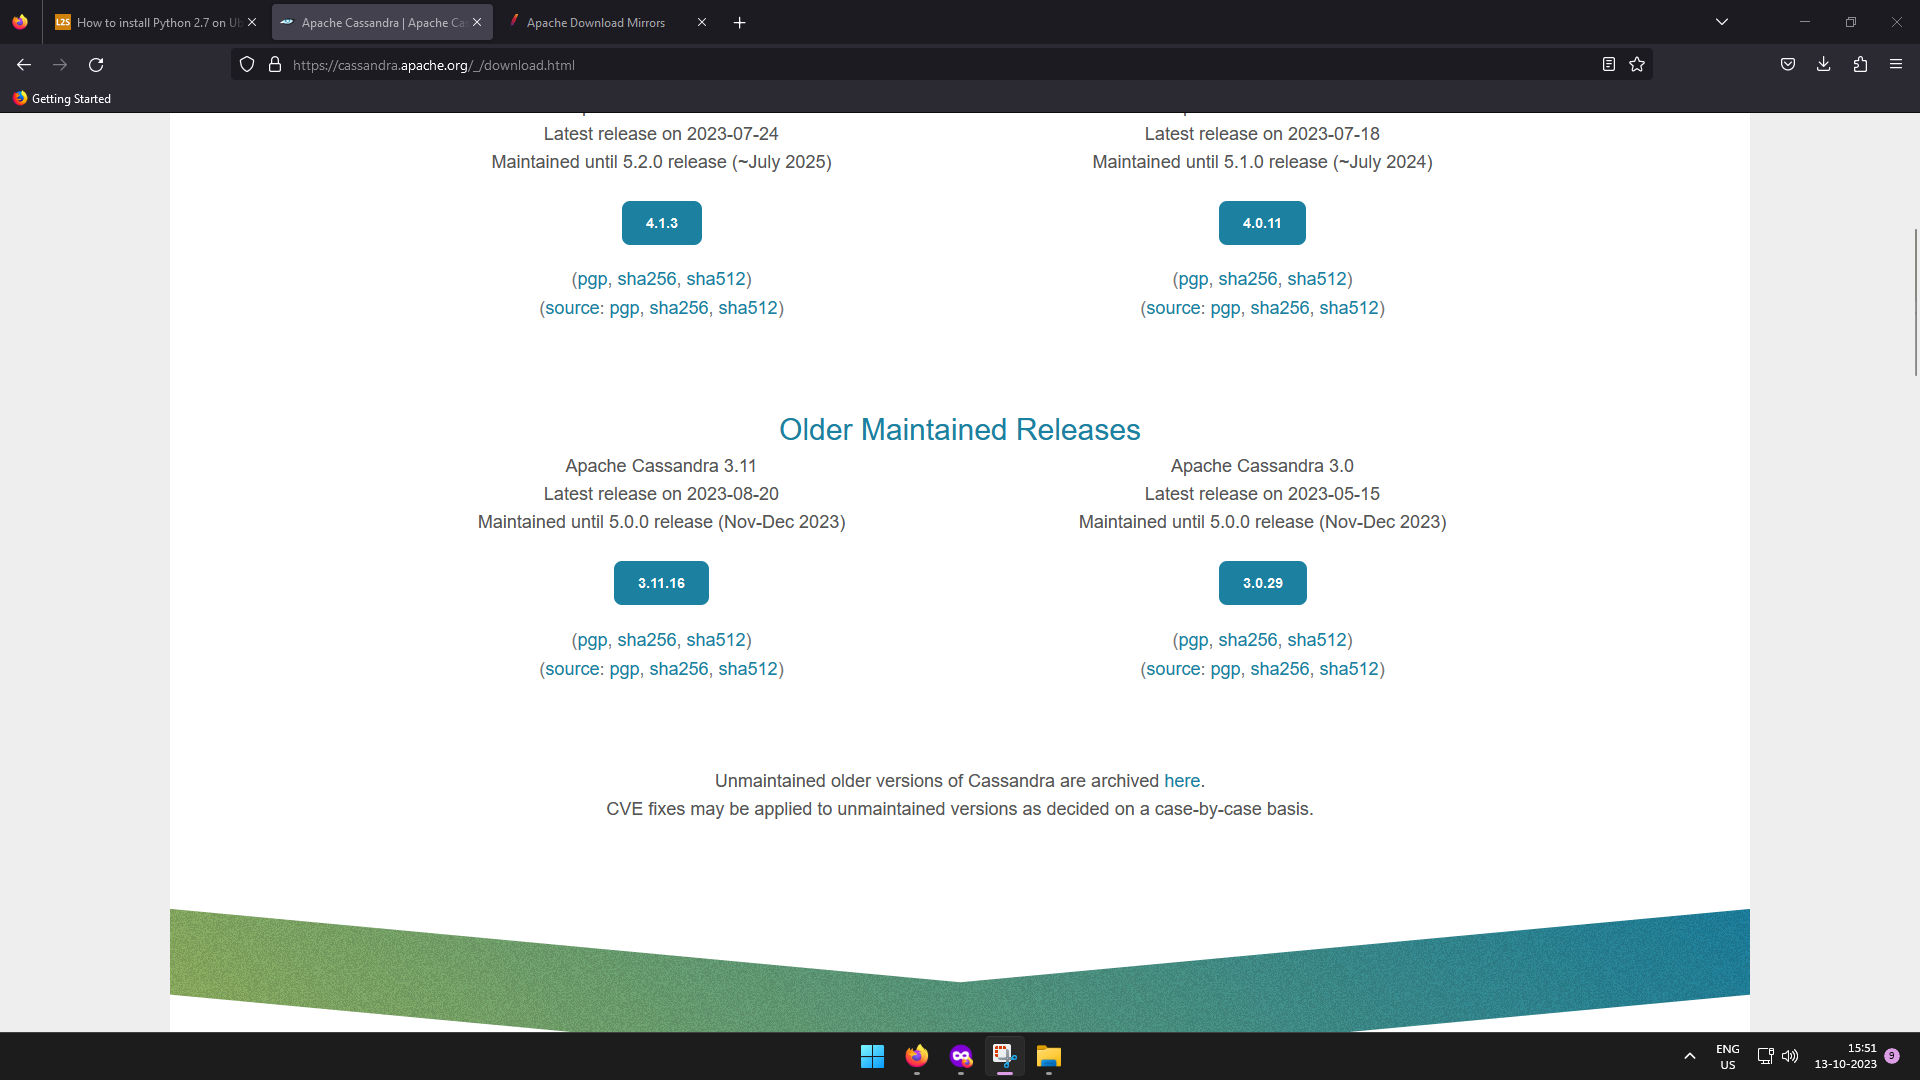 How to install Python 2.7 on Ub
Apache Cassandra | Apache Ca
Apache Download Mirrors
https://cassandra.apache.org/_/download.html
Getting Started
Latest release on 2023-07-24
Maintained until 5.2.0 release (~July 2025)
4.1.3
(pgp, sha256, sha512)
(source: pgp, sha256, sha512)
Latest release on 2023-07-18
Maintained until 5.1.0 release (~July 2024)
4.0.11
(pgp, sha256, sha512)
(source: pgp, sha256, sha512)
Older Maintained Releases
Apache Cassandra 3.11
Latest release on 2023-08-20
Maintained until 5.0.0 release (Nov-Dec 2023)
3.11.16
(pgp, sha256, sha512)
(source: pgp, sha256, sha512)
Apache Cassandra 3.0
Latest release on 2023-05-15
Maintained until 5.0.0 release (Nov-Dec 2023)
3.0.29
(pgp, sha256, sha512)
(source: pgp, sha256, sha512)
Unmaintained older versions of Cassandra are archived here.
CVE fixes may be applied to unmaintained versions as decided on a case-by-case basis.
ENG
US
15:51
13-10-2023
9